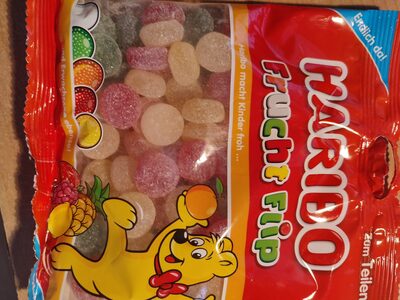 Endlich da!
HARIBO
Frucht Flip
Haribo macht Kinder froh ...
zum Teilen